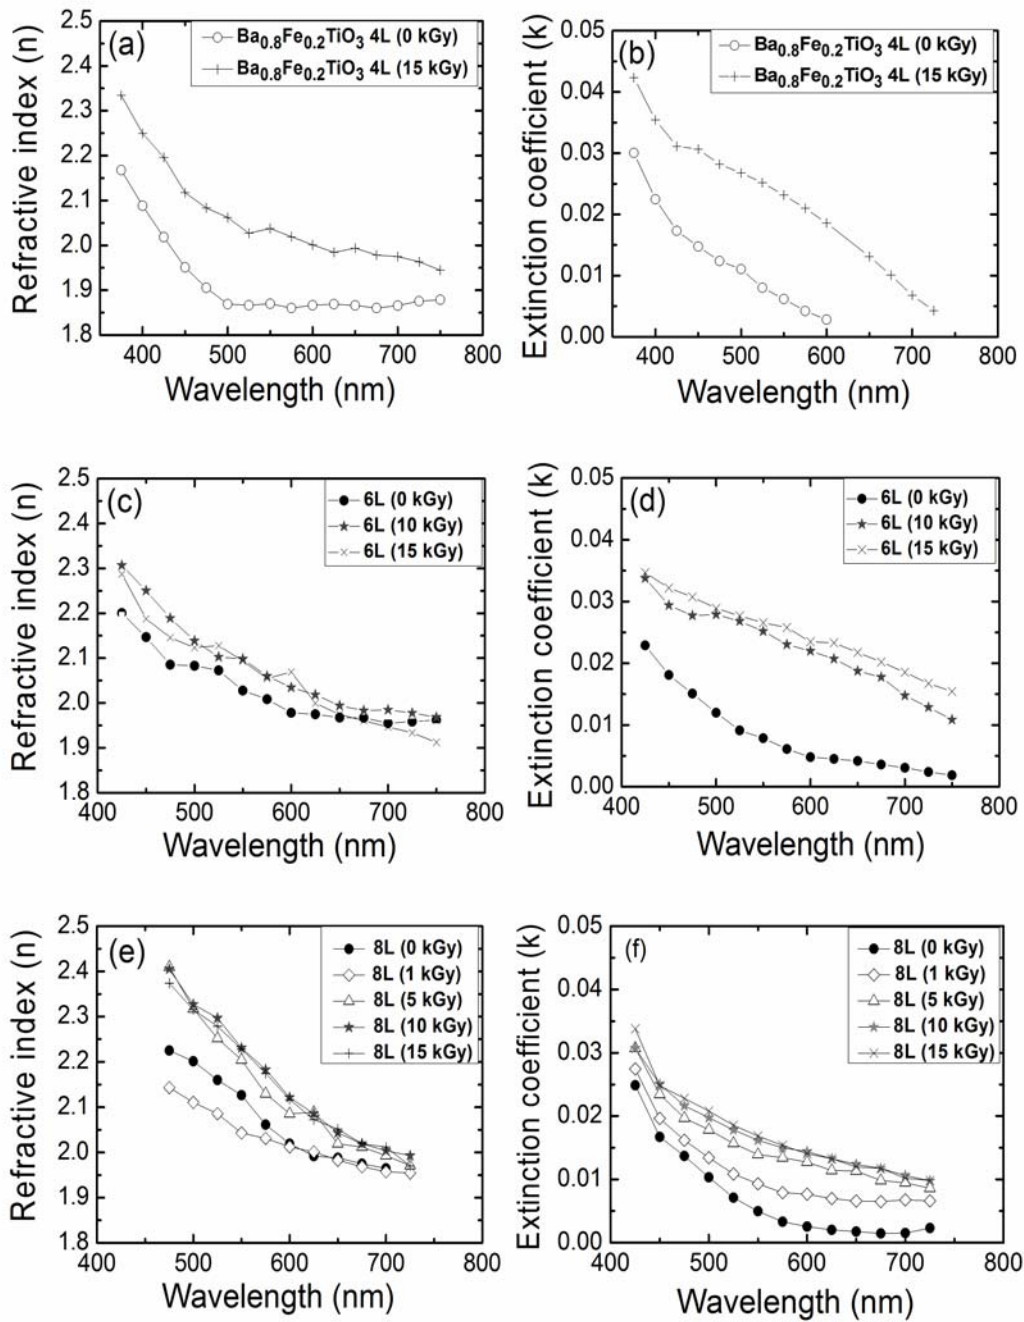 (a)
Ba0.8Fe0.2TiO3 4L (0 kGy)
Ba0.8Fe0.2TiO3 4L (15 kGy)
2.5
2.4
2.3
2.2
2.1
2.0
1.9
1.8
Refractive index (n)
400 500 600 700 800
Wavelength (nm)
(b)
Ba0.8Fe0.2TiO3 4L (0 kGy)
Ba0.8Fe0.2TiO3 4L (15 kGy)
0.05
0.04
0.03
0.02
0.01
0.00
Extinction coefficient (k)
400 500 600 700 800
Wavelength (nm)
(c)
6L (0 kGy)
6L (10 kGy)
6L (15 kGy)
2.5
2.4
2.3
2.2
2.1
2.0
1.9
1.8
Refractive index (n)
400 500 600 700 800
Wavelength (nm)
(d)
6L (0 kGy)
6L (10 kGy)
6L (15 kGy)
0.05
0.04
0.03
0.02
0.01
0.00
Extinction coefficient (k)
400 500 600 700 800
Wavelength (nm)
(e)
8L (0 kGy)
8L (1 kGy)
8L (5 kGy)
8L (10 kGy)
8L (15 kGy)
2.5
2.4
2.3
2.2
2.1
2.0
1.9
1.8
Refractive index (n)
400 500 600 700 800
Wavelength (nm)
(f)
8L (0 kGy)
8L (1 kGy)
8L (5 kGy)
8L (10 kGy)
8L (15 kGy)
0.05
0.04
0.03
0.02
0.01
0.00
Extinction coefficient (k)
400 500 600 700 800
Wavelength (nm)